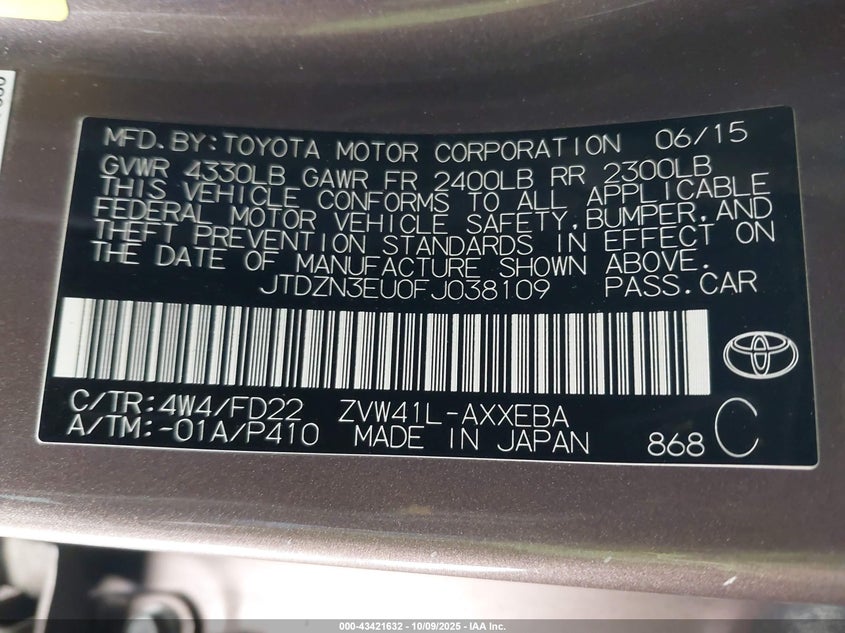 MFD.BY:TOYOTA MOTOR CORPORATION 06/15
GVWR 4330LB GAWR FR 2400LB RR 2300LB
THIS VEHICLE CONFORMS TO ALL APPLICABLE
FEDERAL MOTOR VEHICLE SAFETY,BUMPER,AND
THEFT PREVENTION STANDARDS IN EFFECT ON
THE DATE OF MANUFACTURE SHOWN ABOVE.
JTDZN3EU0FJ038109 PASS.CAR
C/TR:4W4/FD22 ZVW41L-AXXEBA
A/TM:-01A/P410 MADE IN JAPAN 868 C
000-43421632 - 10/09/2025 - IAA Inc.